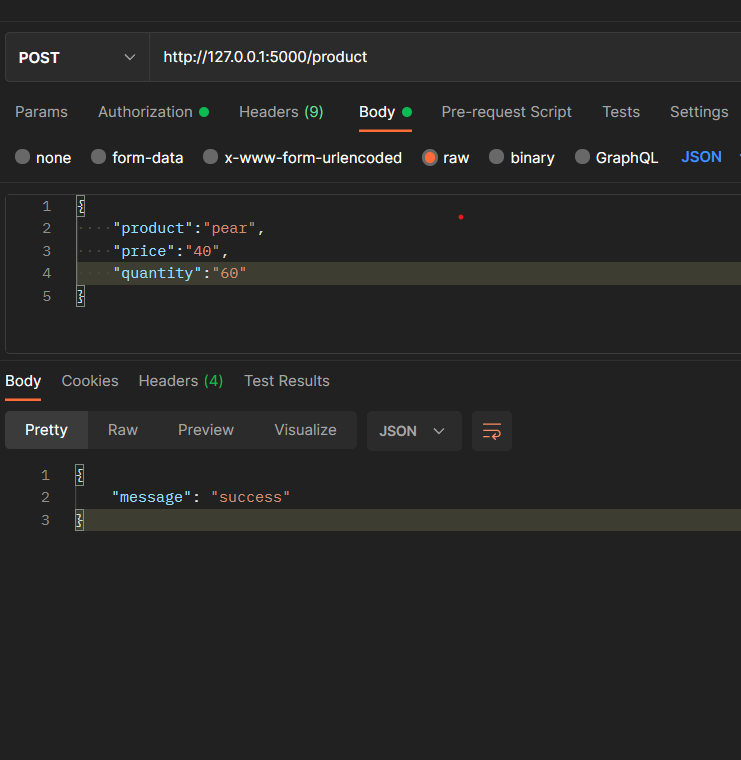 POST http://127.0.0.1:5000/product
Params Authorization Headers (9) Body Pre-request Script Tests Settings
none form-data x-www-form-urlencoded raw binary GraphQL JSON
1 {
2 "product":"pear",
3 "price":"40",
4 "quantity":"60"
5 }
Body Cookies Headers (4) Test Results
Pretty Raw Preview Visualize JSON
1 {
2 "message": "success"
3 }